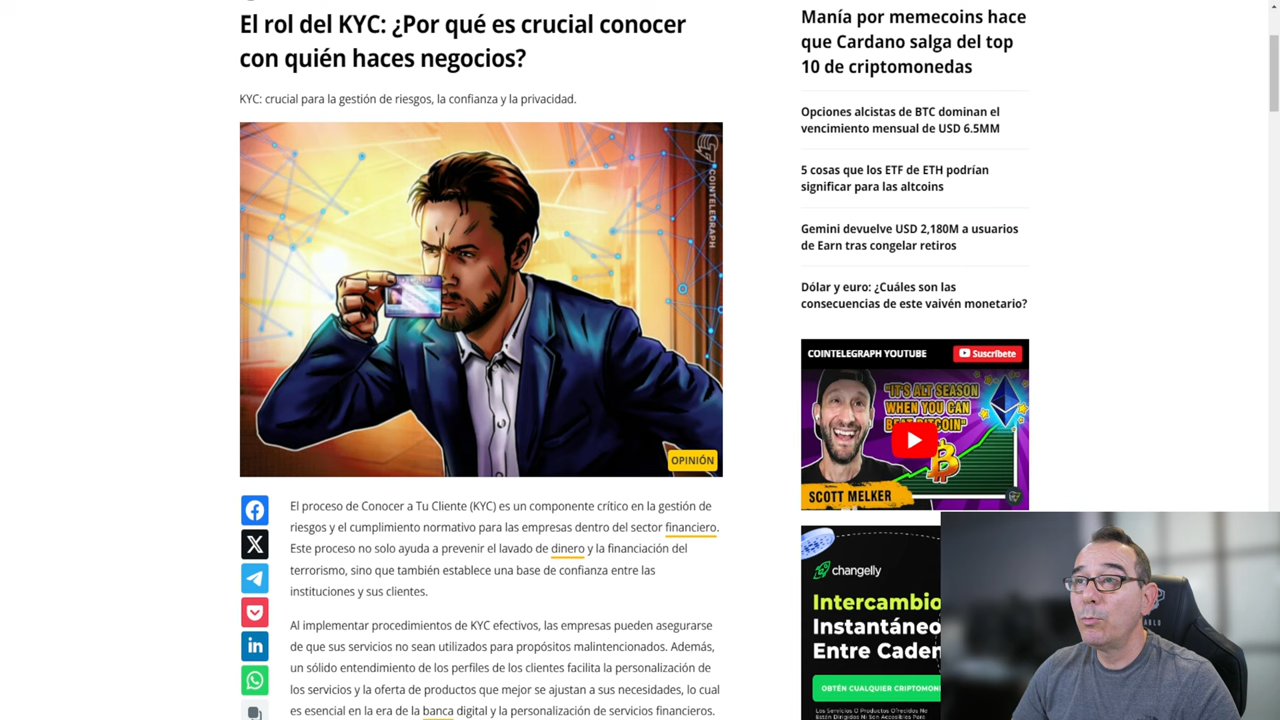 El rol del KYC: ¿Por qué es crucial conocer
con quién haces negocios?
KYC: crucial para la gestión de riesgos, la confianza y la privacidad.
COINTELEGRAPH
OPINIÓN
El proceso de Conocer a Tu Cliente (KYC) es un componente crítico en la gestión de
riesgos y el cumplimiento normativo para las empresas dentro del sector financiero.
Este proceso no solo ayuda a prevenir el lavado de dinero y la financiación del
terrorismo, sino que también establece una base de confianza entre las
instituciones y sus clientes.
Al implementar procedimientos de KYC efectivos, las empresas pueden asegurarse
de que sus servicios no sean utilizados para propósitos malintencionados. Además,
un sólido entendimiento de los perfiles de los clientes facilita la personalización de
los servicios y la oferta de productos que mejor se ajustan a sus necesidades, lo cual
es esencial en la era de la banca digital y la personalización de servicios financieros.
Manía por memecoins hace
que Cardano salga del top
10 de criptomonedas
Opciones alcistas de BTC dominan el
vencimiento mensual de USD 6.5MM
5 cosas que los ETF de ETH podrían
significar para las altcoins
Gemini devuelve USD 2,180M a usuarios
de Earn tras congelar retiros
Dólar y euro: ¿Cuáles son las
consecuencias de este vaivén monetario?
COINTELEGRAPH YOUTUBE
Suscríbete
"IT'S ALT SEASON
WHEN YOU CAN
BEAT BITCOIN"
SCOTT MELKER
changelly
Intercambio
Instantáneo
Entre Caden
OBTÉN CUALQUIER CRIPTOMON
Los Servicios O Productos Ofrecidos No